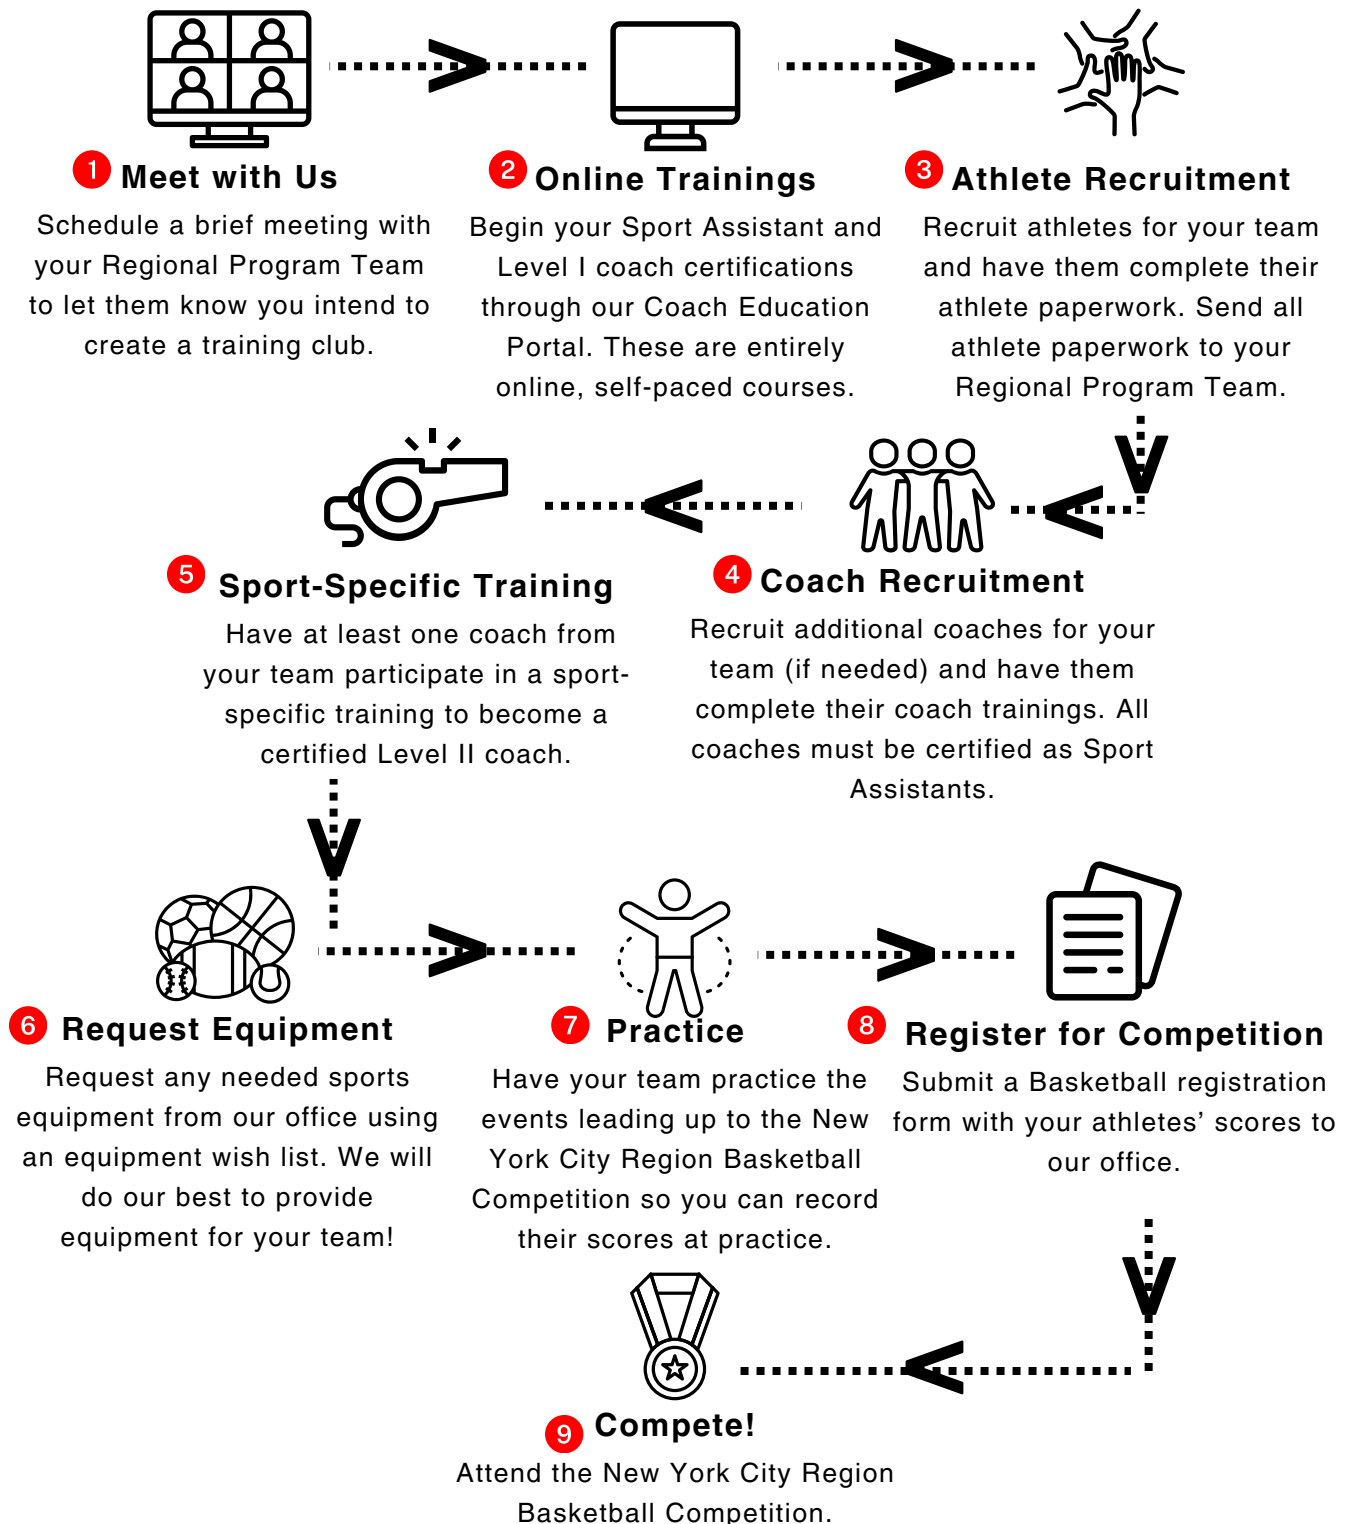 1 Meet with Us
Schedule a brief meeting with
your Regional Program Team
to let them know you intend to
create a training club.
2 Online Trainings
Begin your Sport Assistant and
Level I coach certifications
through our Coach Education
Portal. These are entirely
online, self-paced courses.
3 Athlete Recruitment
Recruit athletes for your team
and have them complete their
athlete paperwork. Send all
athlete paperwork to your
Regional Program Team.
4 Coach Recruitment
Recruit additional coaches for your
team (if needed) and have them
complete their coach trainings. All
coaches must be certified as Sport
Assistants.
5 Sport-Specific Training
Have at least one coach from
your team participate in a sport-
specific training to become a
certified Level II coach.
6 Request Equipment
Request any needed sports
equipment from our office using
an equipment wish list. We will
do our best to provide
equipment for your team!
7 Practice
Have your team practice the
events leading up to the New
York City Region Basketball
Competition so you can record
their scores at practice.
8 Register for Competition
Submit a Basketball registration
form with your athletes’ scores to
our office.
9 Compete!
Attend the New York City Region
Basketball Competition.